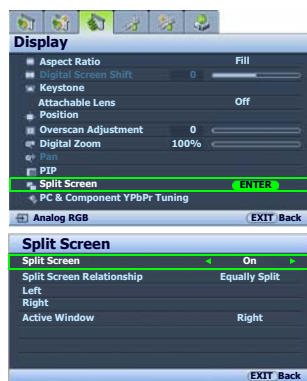 Display
Aspect Ratio Fill
Digital Screen Shift 0
Keystone
Attachable Lens Off
Position
Overscan Adjustment 0
Digital Zoom 100%
Pan
PIP
Split Screen ENTER
PC & Component YPbPr Tuning
Analog RGB EXIT Back
Split Screen
Split Screen On
Split Screen Relationship Equally Split
Left
Right
Active Window Right
EXIT Back